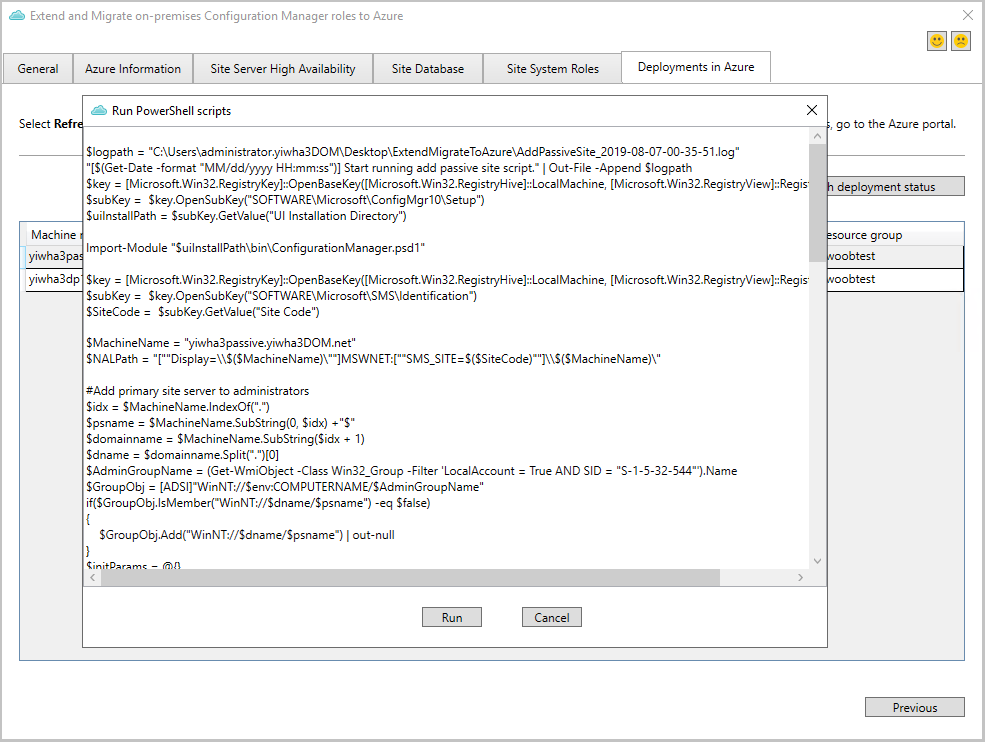 Extend and Migrate on-premises Configuration Manager roles to Azure
General
Azure Information
Site Server High Availability
Site Database
Site System Roles
Deployments in Azure
Select Refre
s, go to the Azure portal.
h deployment status
Machine
esource group
yiwha3pas
woobtest
yiwha3dp
woobtest
Run PowerShell scripts
$logpath = "C:\Users\administrator.yiwha3DOM\Desktop\ExtendMigrateToAzure\AddPassiveSite_2019-08-07-00-35-51.log"
"[$(Get-Date -format "MM/dd/yyyy HH:mm:ss")] Start running add passive site script." | Out-File -Append $logpath
$key = [Microsoft.Win32.RegistryKey]::OpenBaseKey([Microsoft.Win32.RegistryHive]::LocalMachine, [Microsoft.Win32.RegistryView]::Regist
$subKey =  $key.OpenSubKey("SOFTWARE\Microsoft\ConfigMgr10\Setup")
$uiInstallPath = $subKey.GetValue("UI Installation Directory")
Import-Module "$uiInstallPath\bin\ConfigurationManager.psd1"
$key = [Microsoft.Win32.RegistryKey]::OpenBaseKey([Microsoft.Win32.RegistryHive]::LocalMachine, [Microsoft.Win32.RegistryView]::Regist
$subKey =  $key.OpenSubKey("SOFTWARE\Microsoft\SMS\Identification")
$SiteCode =  $subKey.GetValue("Site Code")
$MachineName = "yiwha3passive.yiwha3DOM.net"
$NALPath = "[""Display=\\$($MachineName)\""]MSWNET:[""SMS_SITE=$($SiteCode)""]\\$($MachineName)\"
#Add primary site server to administrators
$idx = $MachineName.IndexOf(".")
$psname = $MachineName.SubString(0, $idx) +"$"
$domainname = $MachineName.SubString($idx + 1)
$dname = $domainname.Split(".")[0]
$AdminGroupName = (Get-WmiObject -Class Win32_Group -Filter 'LocalAccount = True AND SID = "S-1-5-32-544"').Name
$GroupObj = [ADSI]"WinNT://$env:COMPUTERNAME/$AdminGroupName"
if($GroupObj.IsMember("WinNT://$dname/$psname") -eq $false)
{
$GroupObj.Add("WinNT://$dname/$psname") | out-null
}
$initParams = @{}
Run
Cancel
Previous